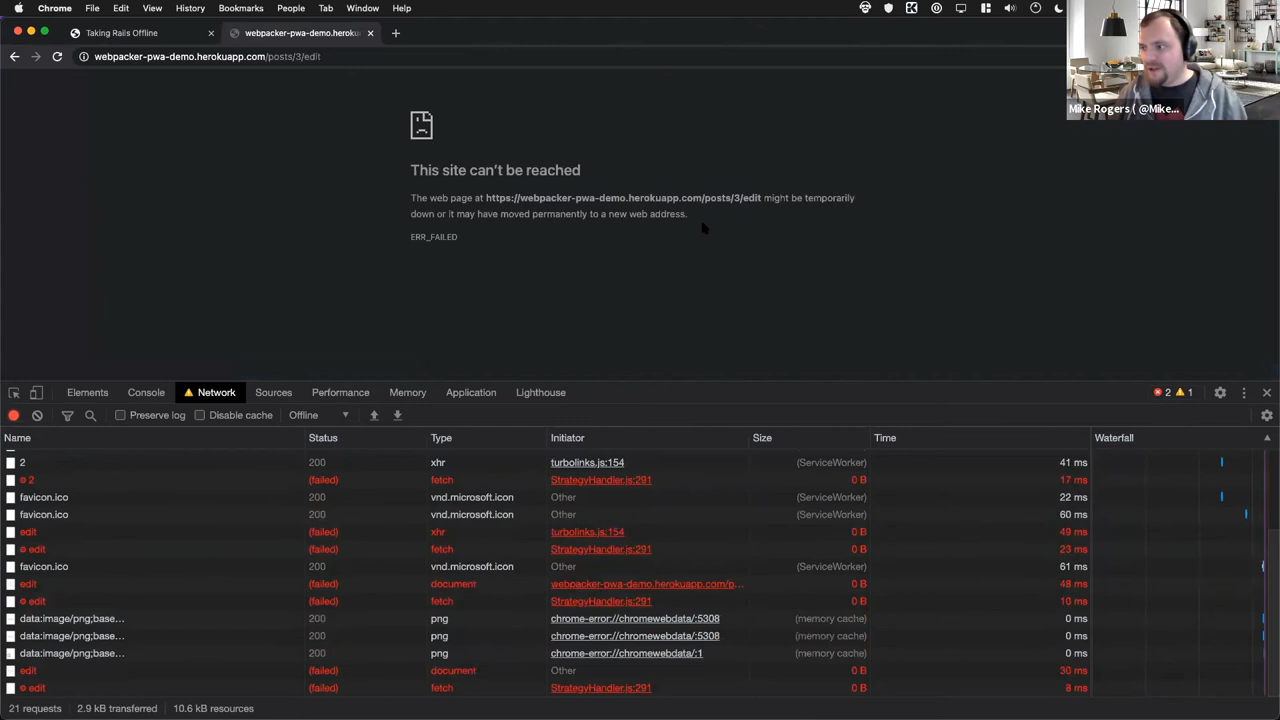 Chrome File Edit View History Bookmarks People Tab Window Help
Taking Rails Offline × webpacker-pwa-demo.heroku × +
webpacker-pwa-demo.herokuapp.com/posts/3/edit
Mike Rogers ( @Mike...
This site can't be reached
The web page at https://webpacker-pwa-demo.herokuapp.com/posts/3/edit might be temporarily
down or it may have moved permanently to a new web address.
ERR_FAILED
Elements Console Network Sources Performance Memory Application Lighthouse 2 1
Preserve log Disable cache Offline
Name Status Type Initiator Size Time Waterfall
2 200 xhr turbolinks.js:154 (ServiceWorker) 41 ms
2 (failed) fetch StrategyHandler.js:291 0 B 17 ms
favicon.ico 200 vnd.microsoft.icon Other (ServiceWorker) 22 ms
favicon.ico 200 vnd.microsoft.icon Other (ServiceWorker) 60 ms
edit (failed) xhr turbolinks.js:154 0 B 49 ms
edit (failed) fetch StrategyHandler.js:291 0 B 23 ms
favicon.ico 200 vnd.microsoft.icon Other (ServiceWorker) 61 ms
edit (failed) document webpacker-pwa-demo.herokuapp.com/p... 0 B 48 ms
edit (failed) fetch StrategyHandler.js:291 0 B 10 ms
data:image/png;base... 200 png chrome-error://chromewebdata/:5308 (memory cache) 0 ms
data:image/png;base... 200 png chrome-error://chromewebdata/:5308 (memory cache) 0 ms
data:image/png;base... 200 png chrome-error://chromewebdata/:1 (memory cache) 0 ms
edit (failed) document Other 0 B 30 ms
edit (failed) fetch StrategyHandler.js:291 0 B 8 ms
21 requests 2.9 kB transferred 10.6 kB resources